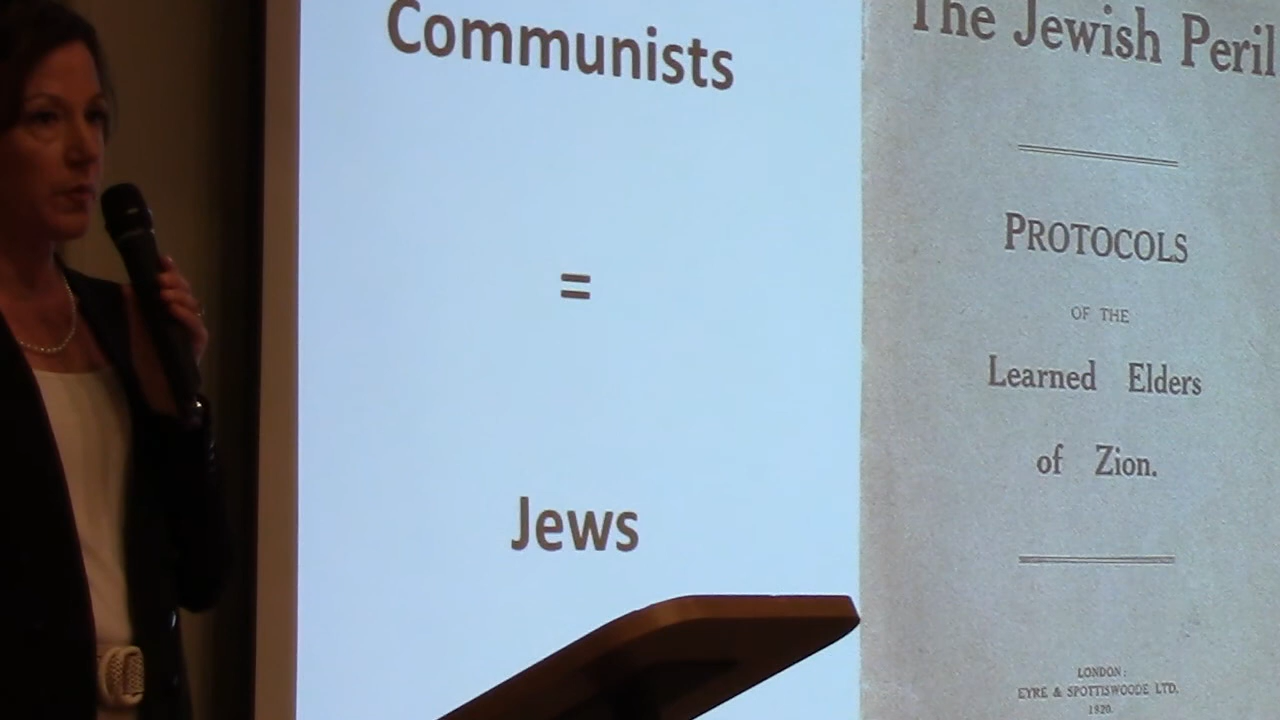 Communists
=
Jews
The Jewish Peril
PROTOCOLS
OF THE
Learned Elders
of Zion.
LONDON:
EYRE & SPOTTISWOODE LTD.
1920.